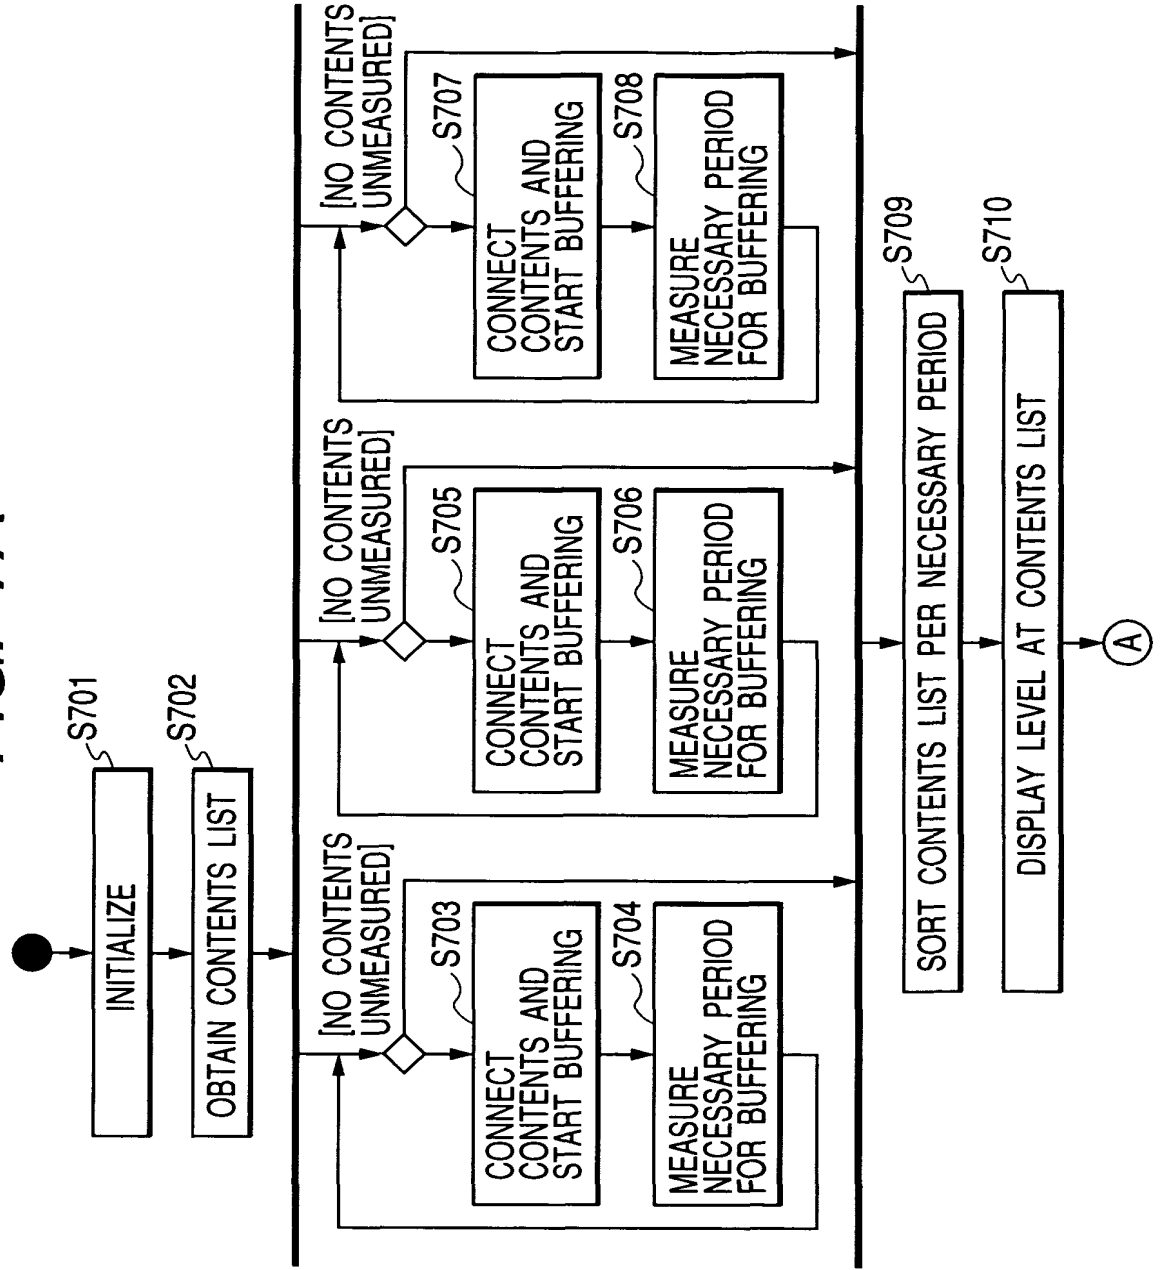 S701
INITIALIZE
S702
OBTAIN CONTENTS LIST
[NO CONTENTS
UNMEASURED]
S703
CONNECT
CONTENTS AND
START BUFFERING
S704
MEASURE
NECESSARY PERIOD
FOR BUFFERING
[NO CONTENTS
UNMEASURED]
S705
CONNECT
CONTENTS AND
START BUFFERING
S706
MEASURE
NECESSARY PERIOD
FOR BUFFERING
[NO CONTENTS
UNMEASURED]
S707
CONNECT
CONTENTS AND
START BUFFERING
S708
MEASURE
NECESSARY PERIOD
FOR BUFFERING
S709
SORT CONTENTS LIST PER NECESSARY PERIOD
S710
DISPLAY LEVEL AT CONTENTS LIST
A